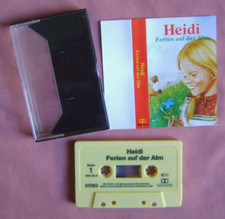 Heidi
Ferien auf der Alm
Heidi
Ferien auf der Alm
Heidi
Ferien auf der Alm
Seite
1
STEREO